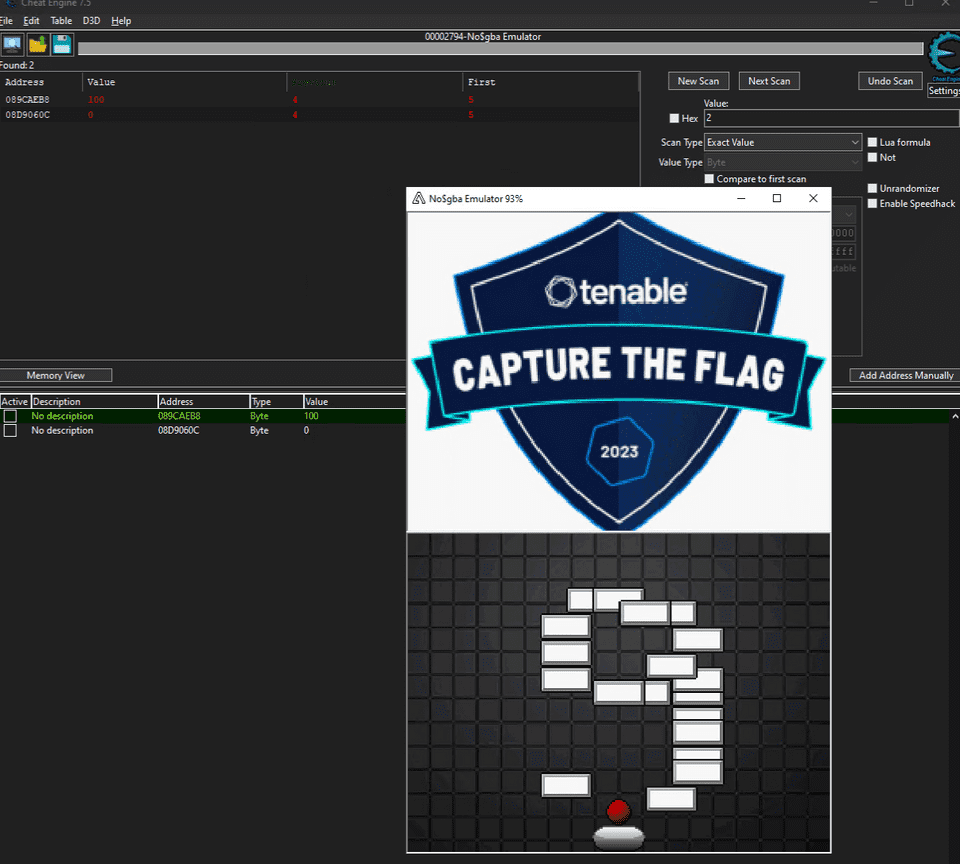 Cheat Engine 7.5
File Edit Table D3D Help
00002794-No$gba Emulator
Found: 2
Address Value First
089CAEB8 100 4 5
08D9060C 0 4 5
New Scan Next Scan Undo Scan
Cheat Engine
Settings
Value:
Hex 2
Scan Type Exact Value Lua formula
Not
Value Type Byte
Compare to first scan
Unrandomizer
Enable Speedhack
Memory View
Add Address Manually
Active Description Address Type Value
No description 089CAEB8 Byte 100
No description 08D9060C Byte 0
No$gba Emulator 93%
tenable
CAPTURE THE FLAG
2023